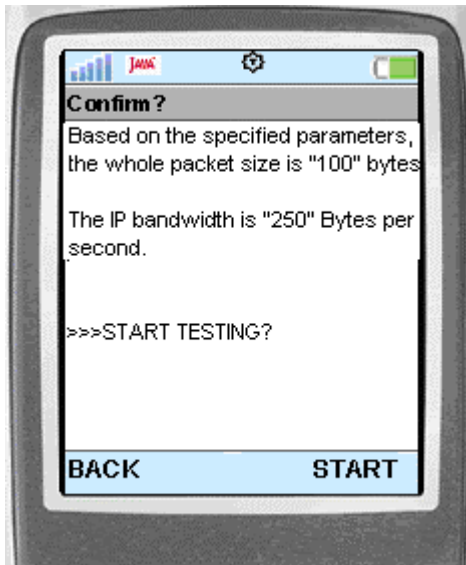 JAVA
Confirm?
Based on the specified parameters,
the whole packet size is "100" bytes
The IP bandwidth is "250" Bytes per
second.
>>>START TESTING?
BACK START